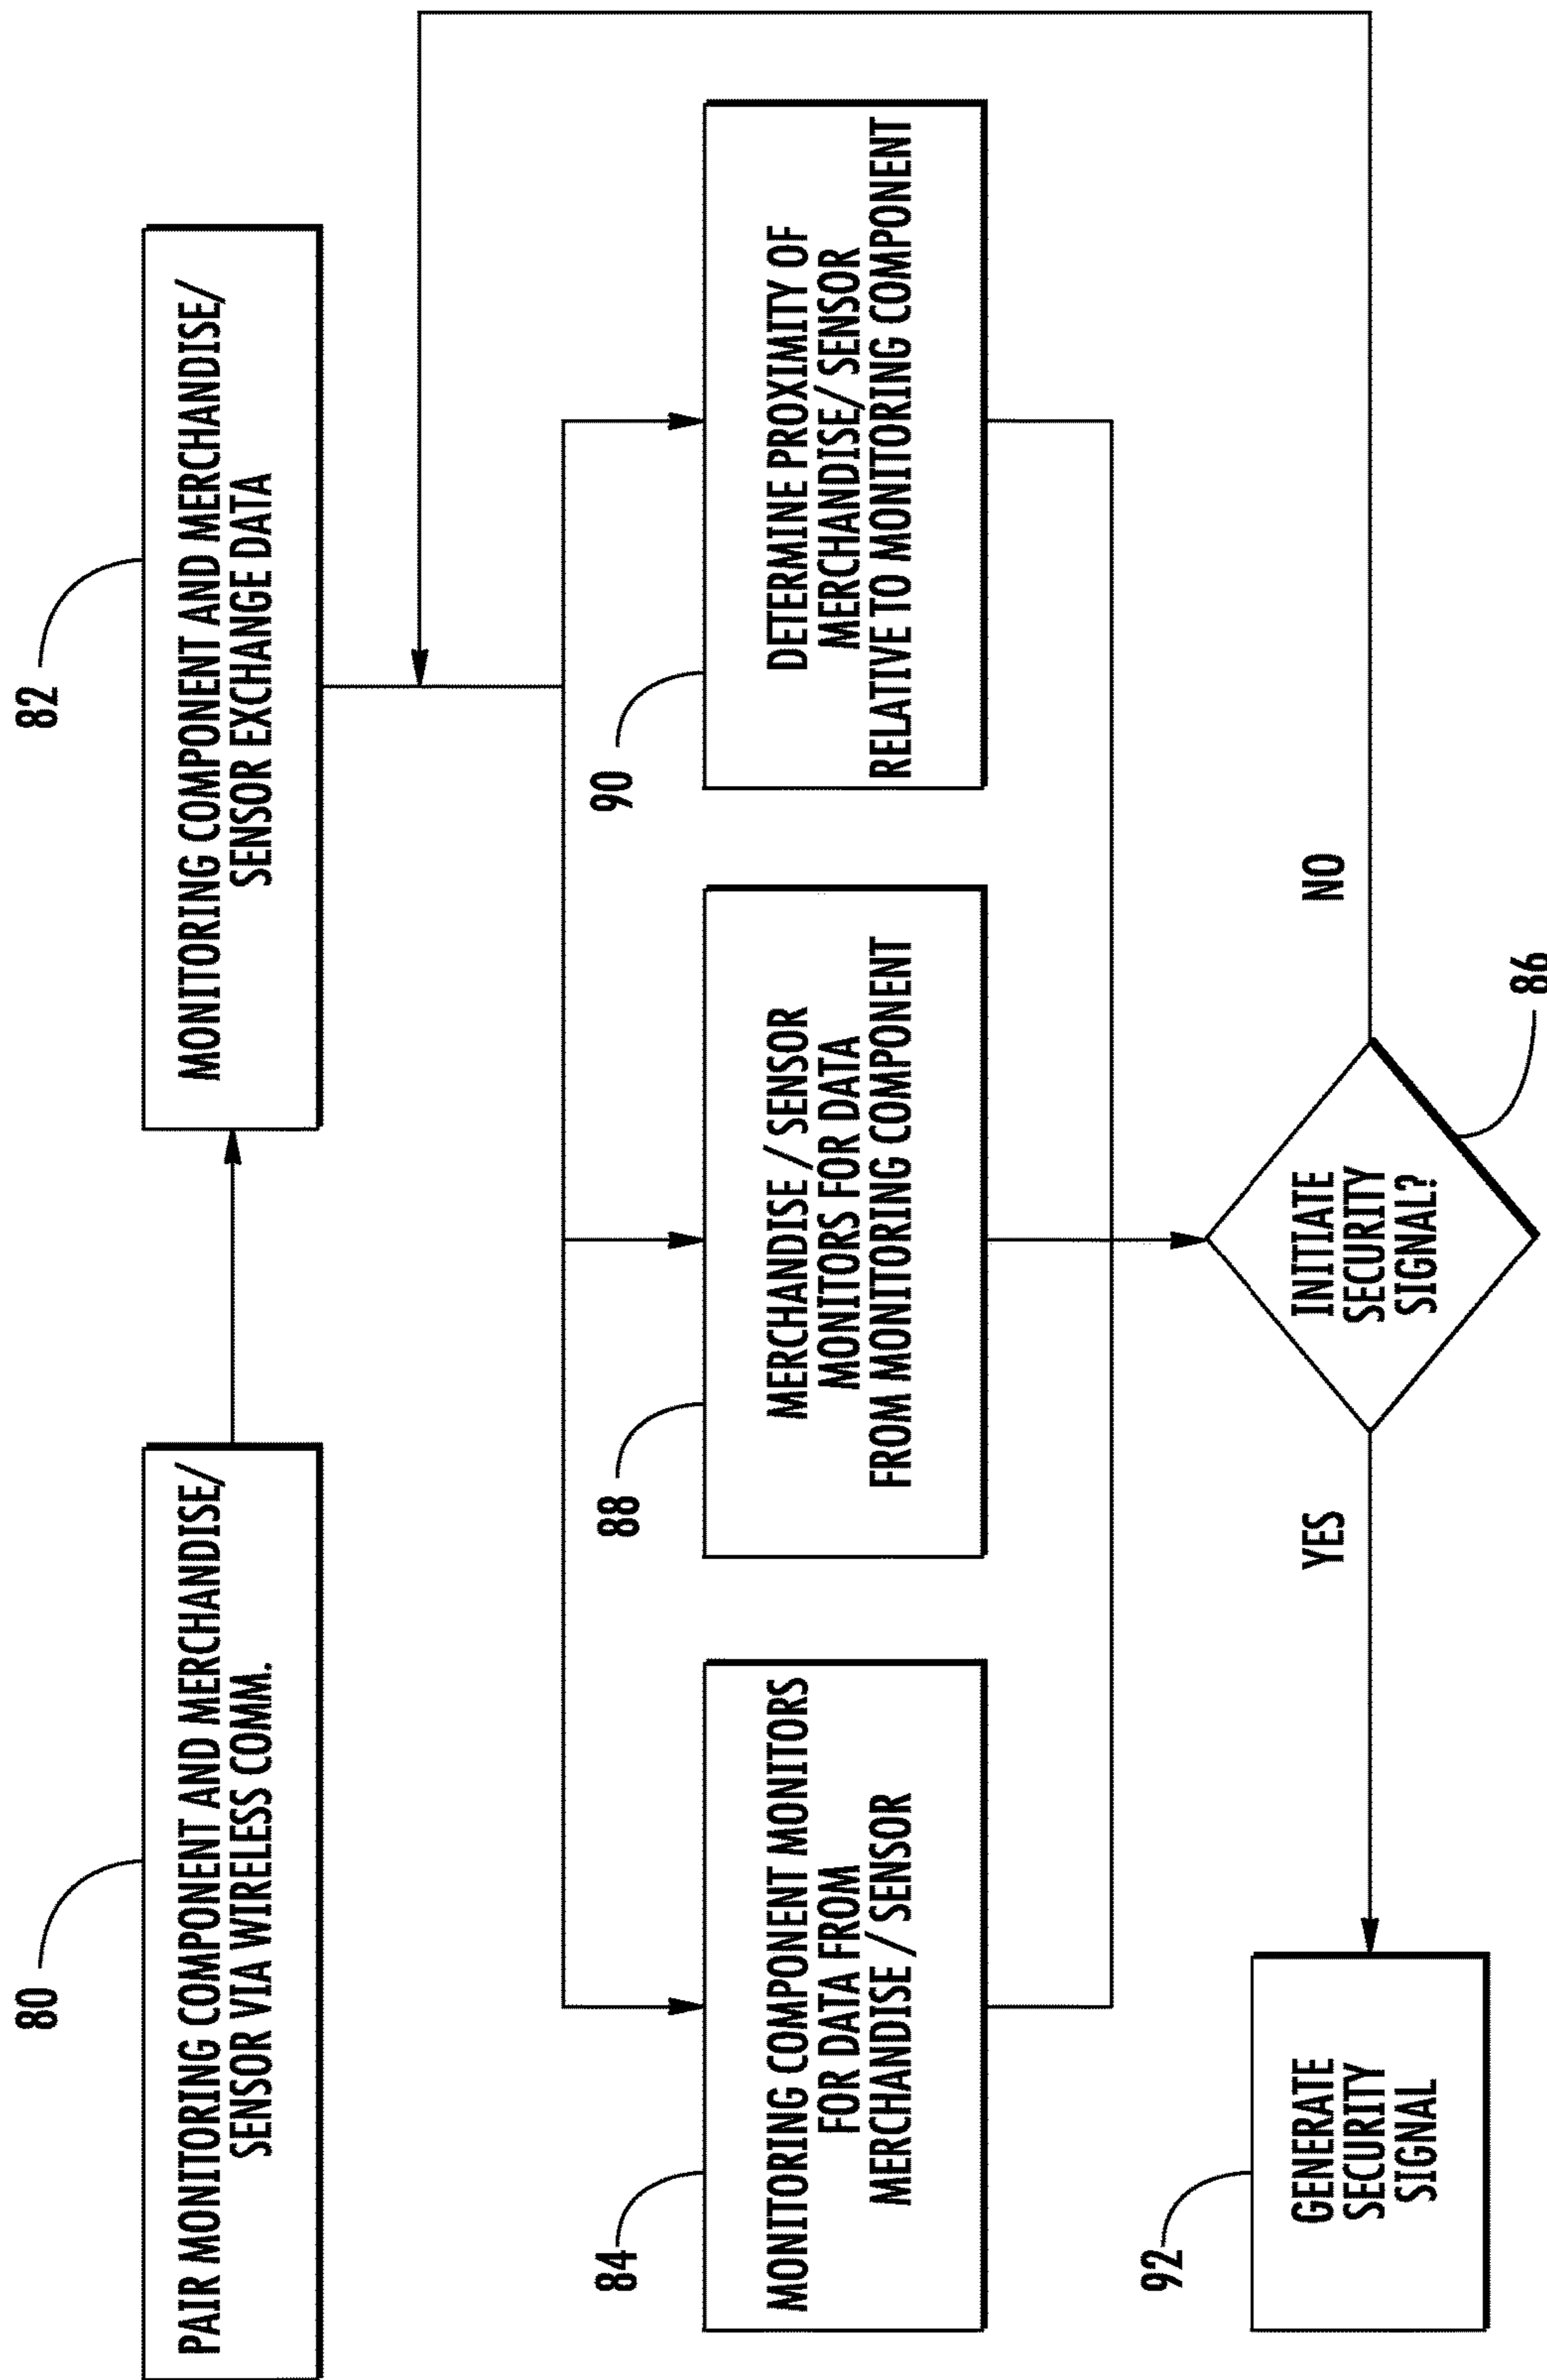 80
PAIR MONITORING COMPONENT AND MERCHANDISE/
SENSOR VIA WIRELESS COMM.
82
MONITORING COMPONENT AND MERCHANDISE/
SENSOR EXCHANGE DATA
84
MONITORING COMPONENT MONITORS
FOR DATA FROM
MERCHANDISE / SENSOR
88
MERCHANDISE / SENSOR
MONITORS FOR DATA
FROM MONITORING COMPONENT
90
DETERMINE PROXIMITY OF
MERCHANDISE/ SENSOR
RELATIVE TO MONITORING COMPONENT
92
GENERATE
SECURITY
SIGNAL
YES
INITIATE
SECURITY
SIGNAL?
NO
86